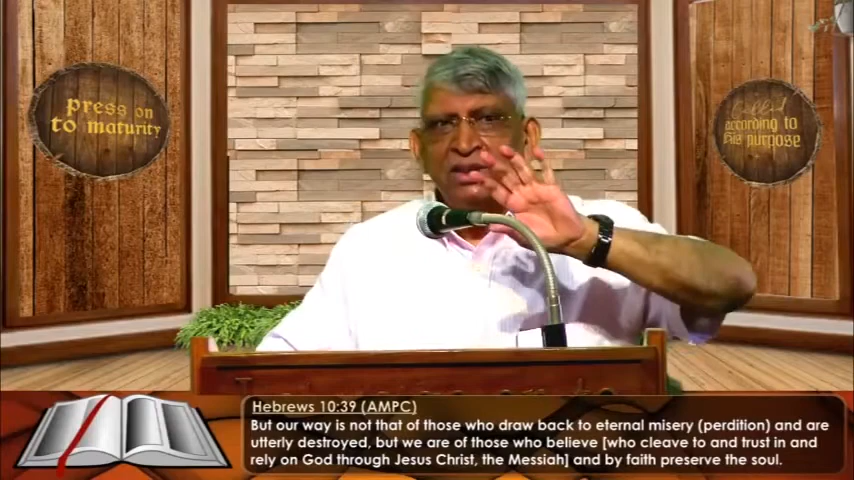 press on
to maturity
Called
according to
His purpose
Hebrews 10:39 (AMPC)
But our way is not that of those who draw back to eternal misery (perdition) and are
utterly destroyed, but we are of those who believe [who cleave to and trust in and
rely on God through Jesus Christ, the Messiah] and by faith preserve the soul.